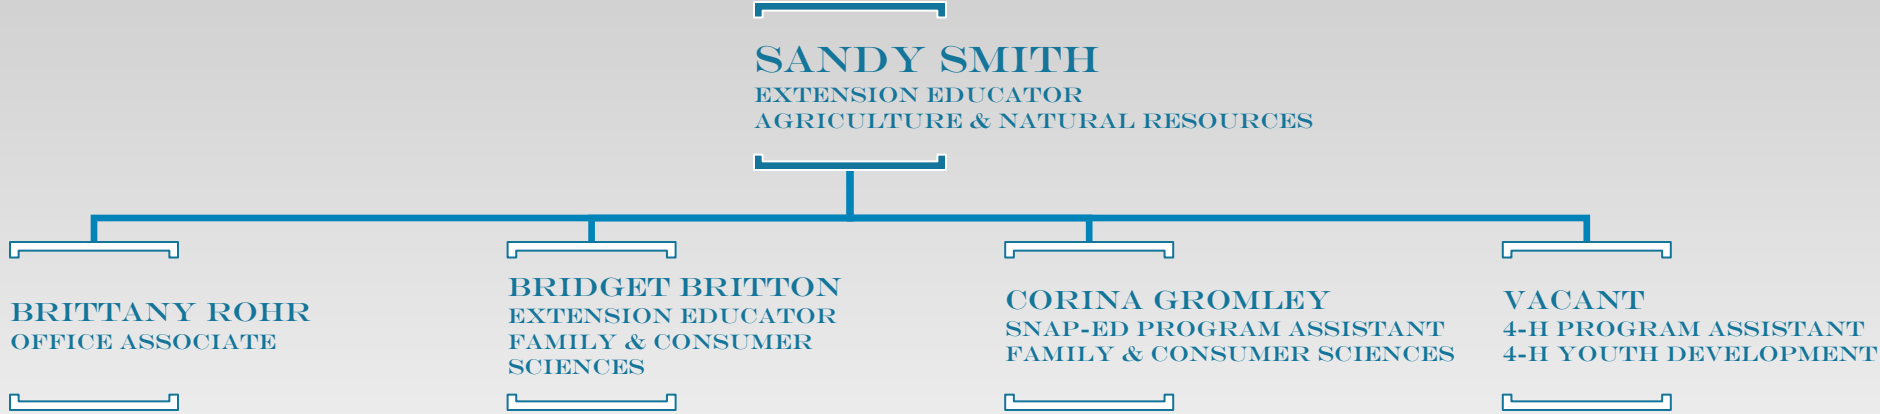 SANDY SMITH
EXTENSION EDUCATOR
AGRICULTURE & NATURAL RESOURCES
BRITTANY ROHR
OFFICE ASSOCIATE
BRIDGET BRITTON
EXTENSION EDUCATOR
FAMILY & CONSUMER
SCIENCES
CORINA GROMLEY
SNAP-ED PROGRAM ASSISTANT
FAMILY & CONSUMER SCIENCES
VACANT
4-H PROGRAM ASSISTANT
4-H YOUTH DEVELOPMENT